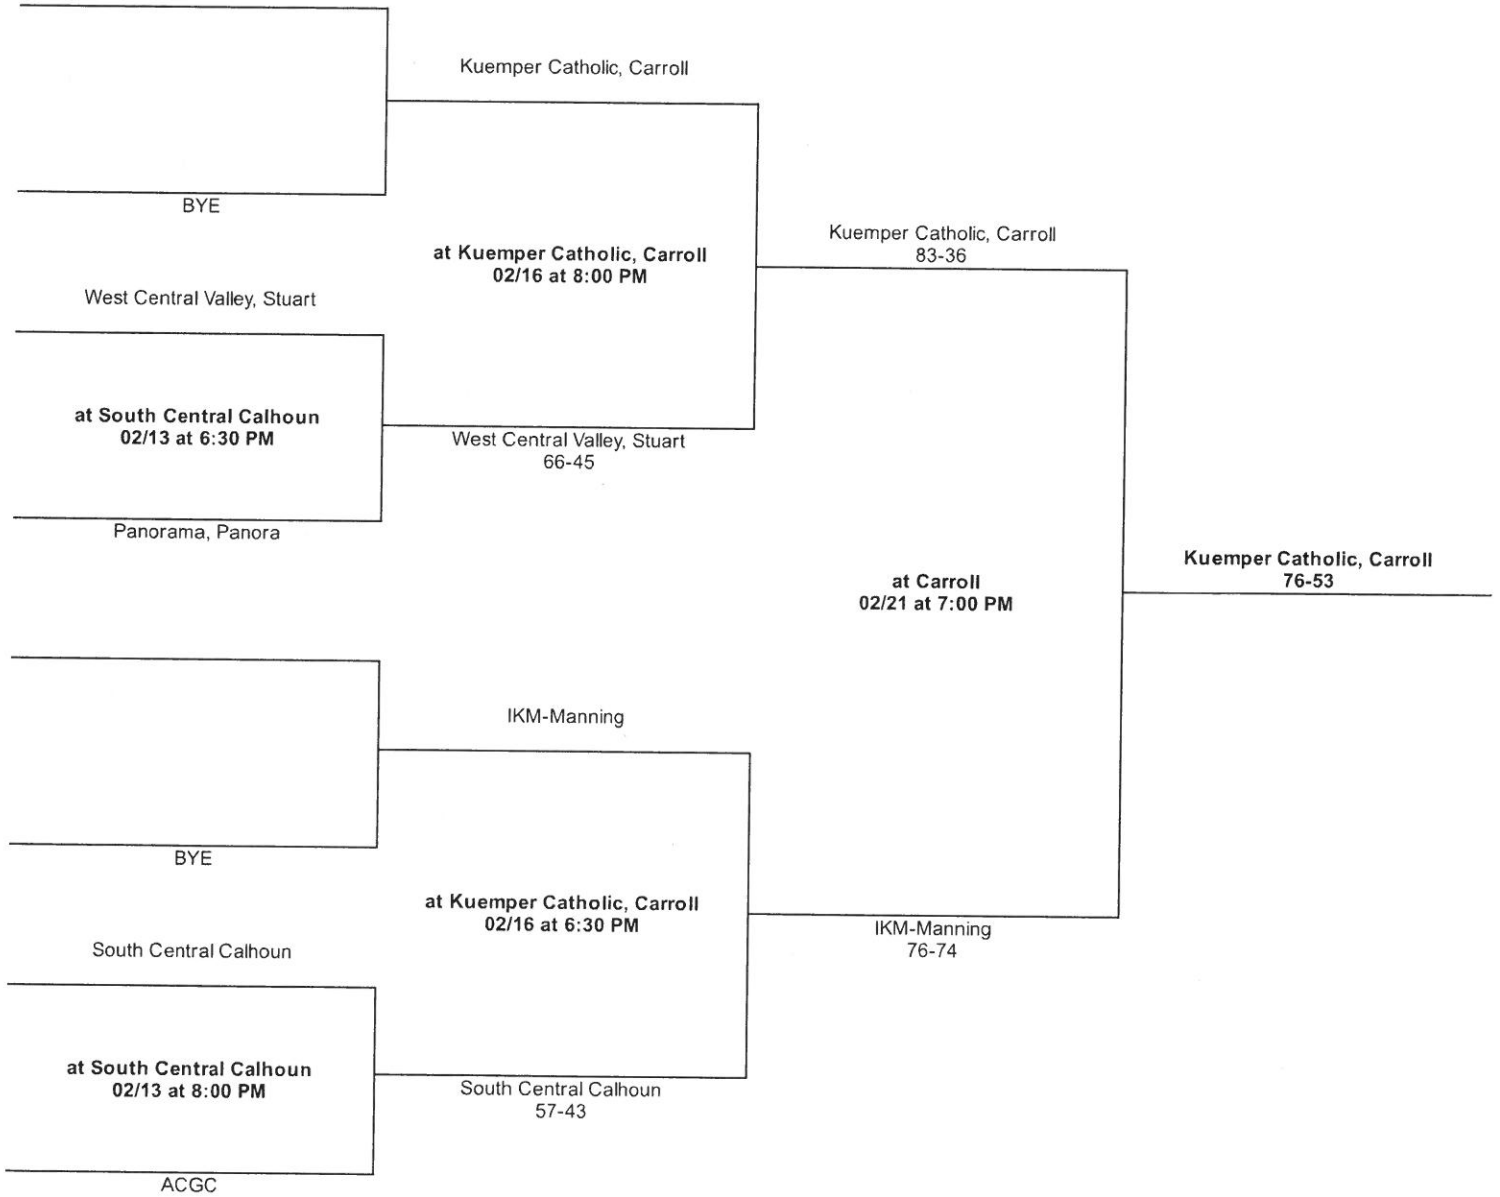 Kuemper Catholic, Carroll
BYE
at Kuemper Catholic, Carroll
02/16 at 8:00 PM
Kuemper Catholic, Carroll
83-36
West Central Valley, Stuart
at South Central Calhoun
02/13 at 6:30 PM
West Central Valley, Stuart
66-45
Panorama, Panora
at Carroll
02/21 at 7:00 PM
Kuemper Catholic, Carroll
76-53
IKM-Manning
BYE
at Kuemper Catholic, Carroll
02/16 at 6:30 PM
IKM-Manning
76-74
South Central Calhoun
at South Central Calhoun
02/13 at 8:00 PM
South Central Calhoun
57-43
ACGC